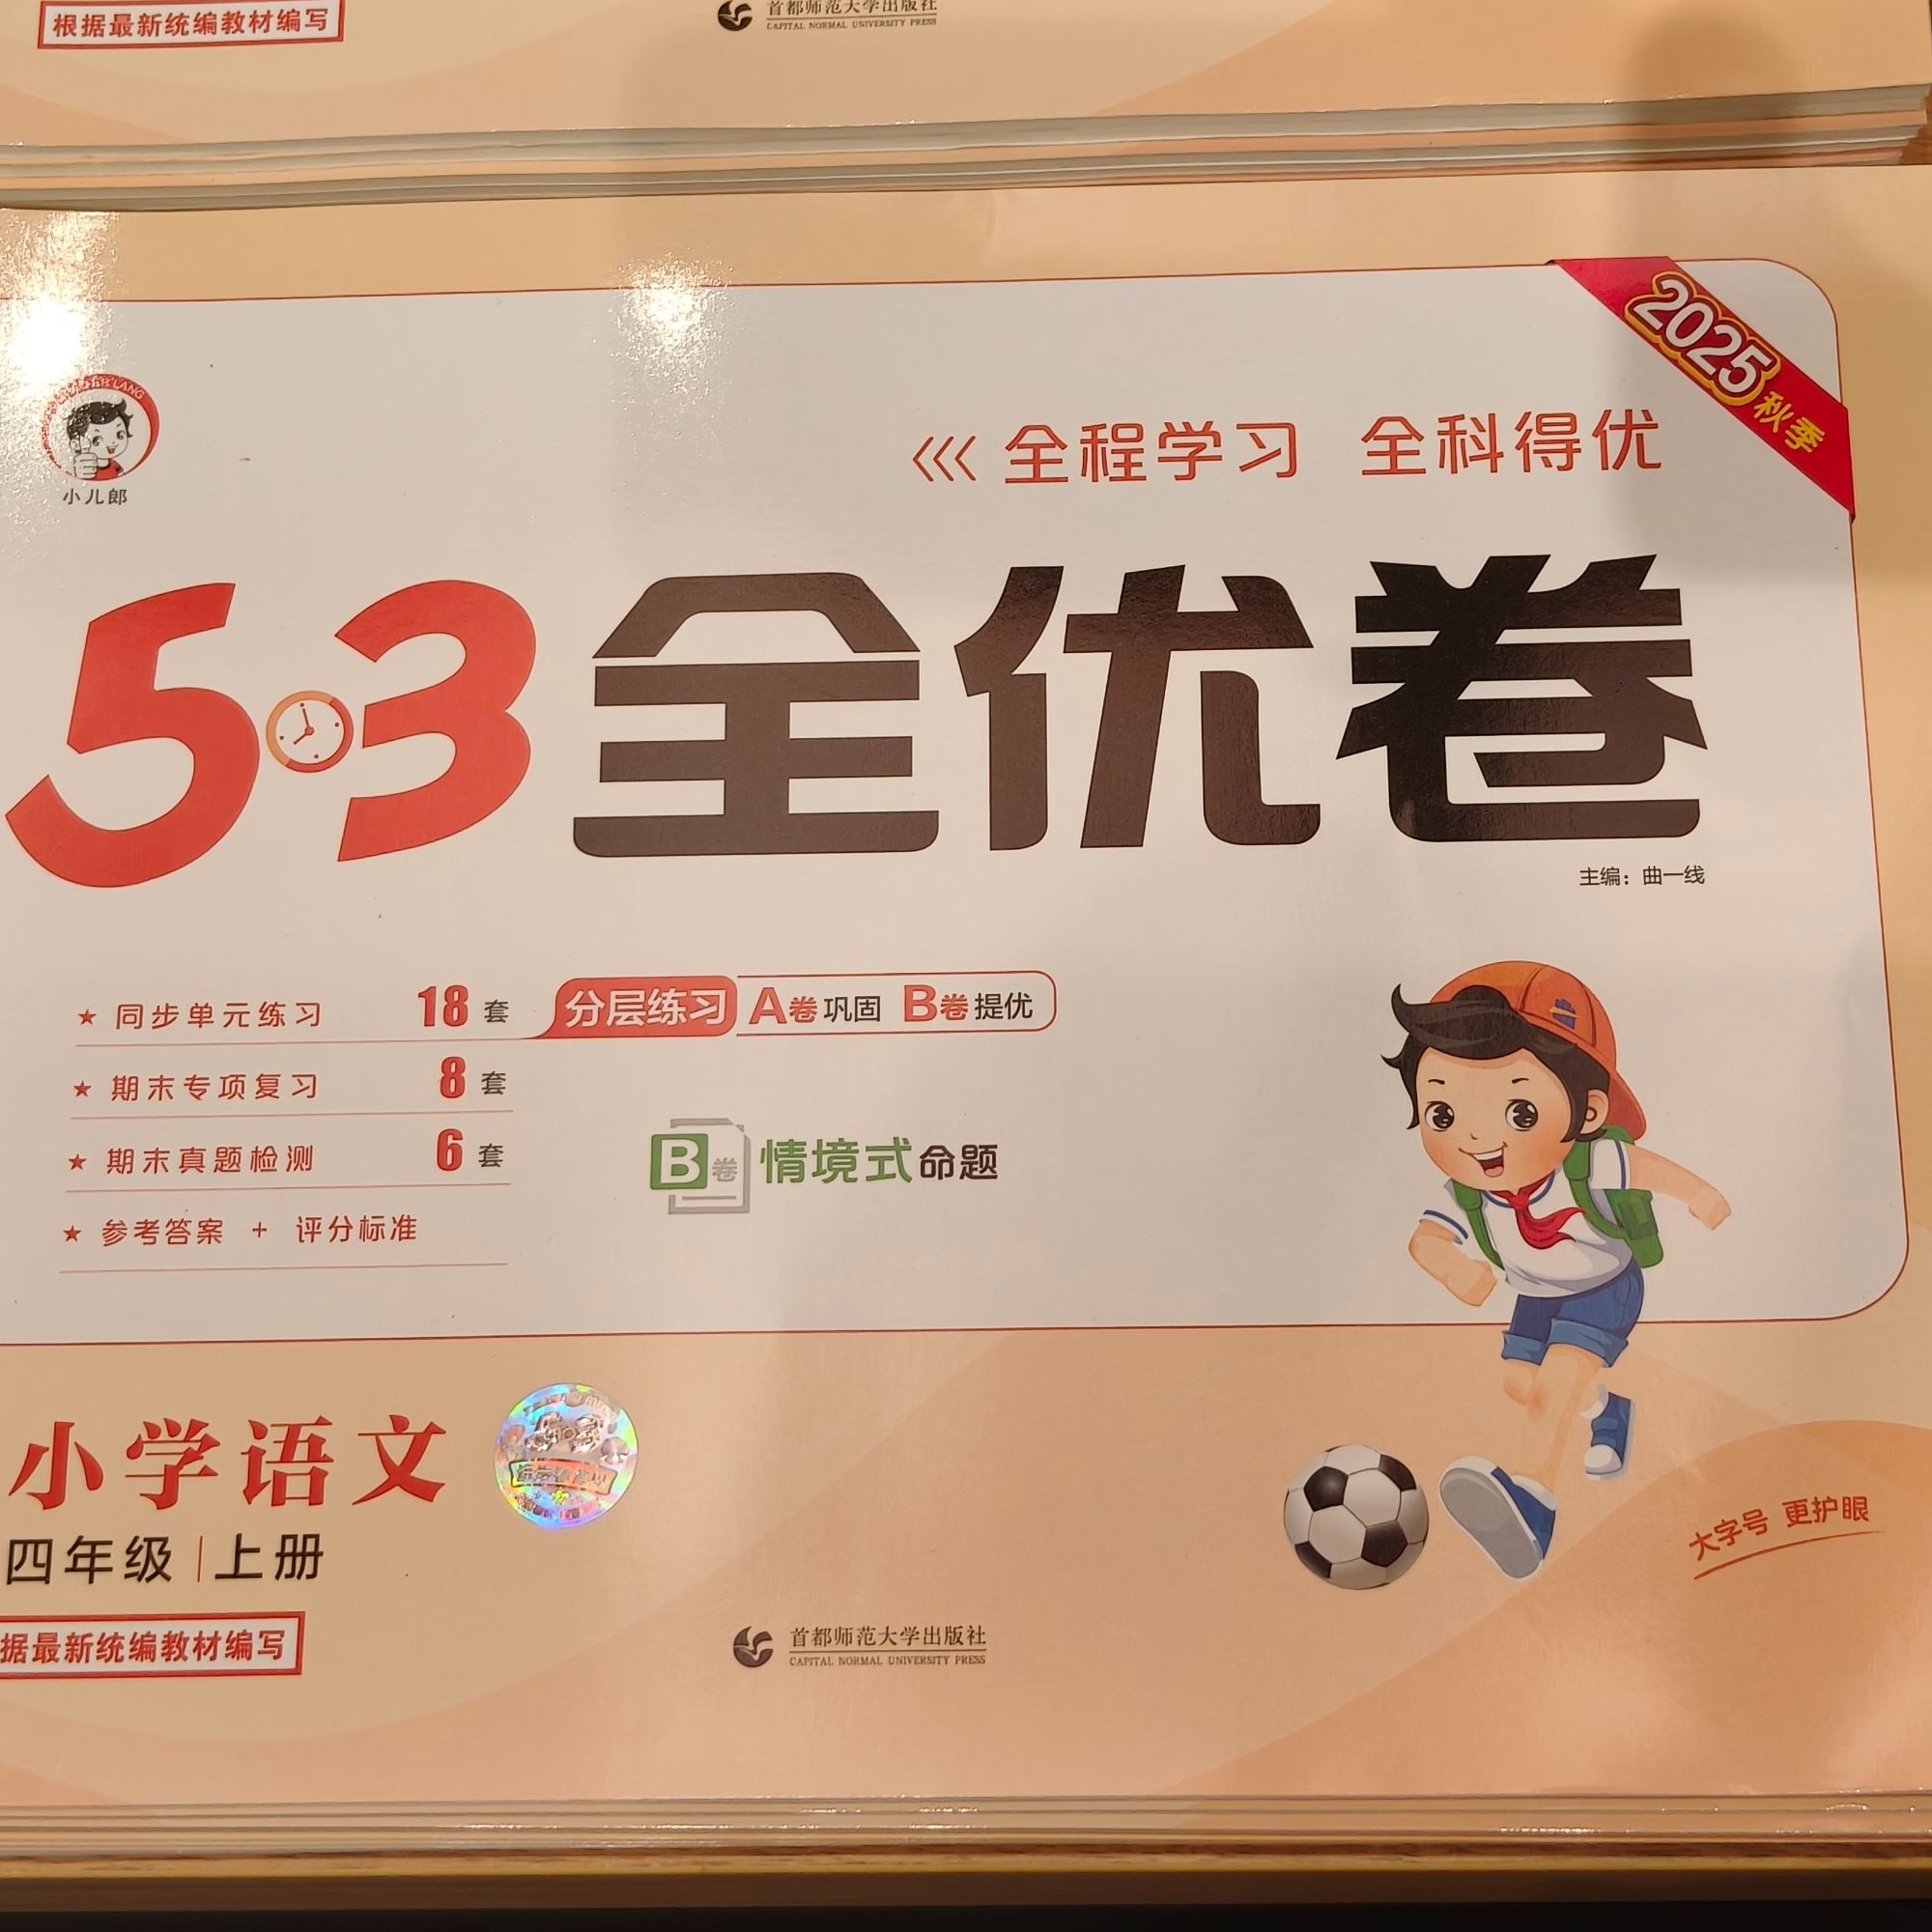 根据最新统编教材编写
首都师范大学出版社
CAPITAL NORMAL UNIVERSITY PRESS
2025秋季
小儿郎
全程学习 全科得优
5·3全优卷
主编：曲一线
★ 同步单元练习 18 套 分层练习 A卷巩固 B卷提优
★ 期末专项复习 8 套
★ 期末真题检测 6 套
B卷 情境式命题
★ 参考答案 + 评分标准
小学语文
四年级|上册
大字号 更护眼
据最新统编教材编写
首都师范大学出版社
CAPITAL NORMAL UNIVERSITY PRESS